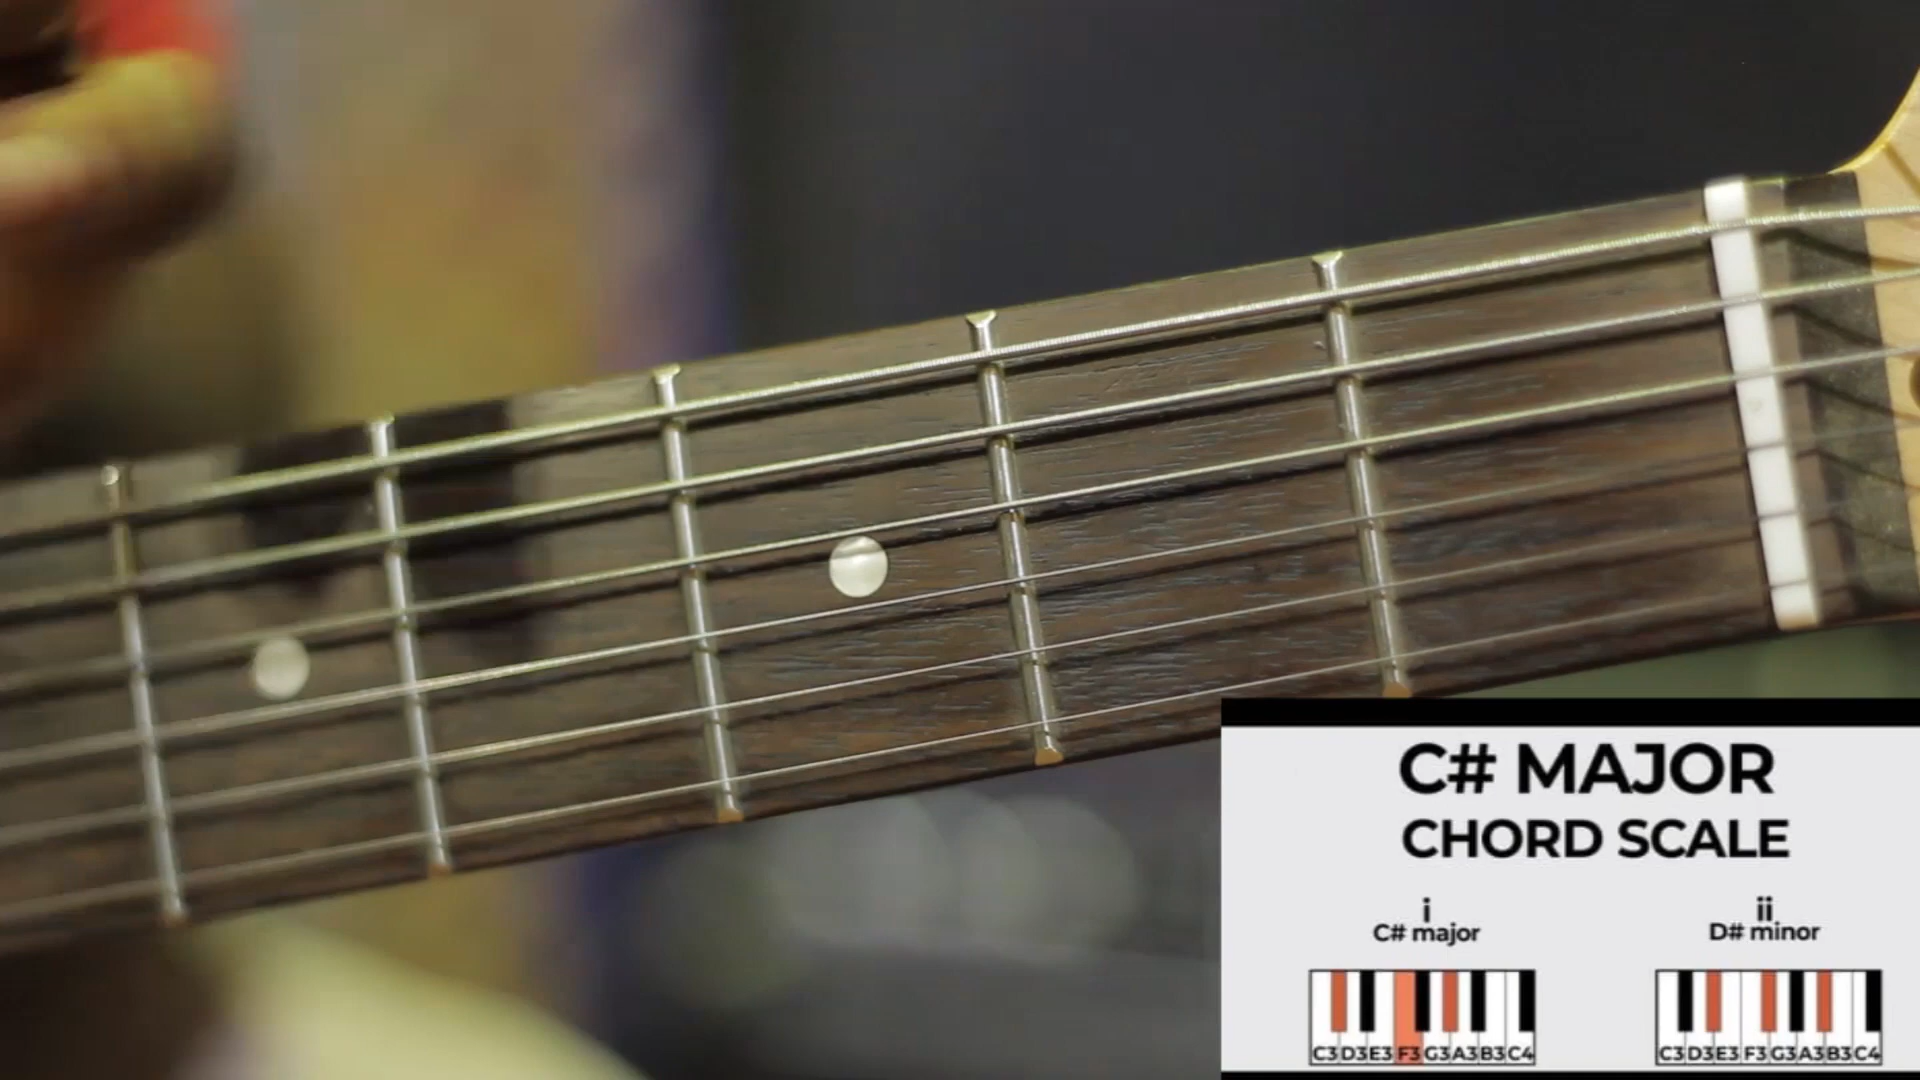 C# MAJOR
CHORD SCALE
i ii
C# major D# minor
C3 D3 E3 F3 G3 A3 B3 C4 C3 D3 E3 F3 G3 A3 B3 C4